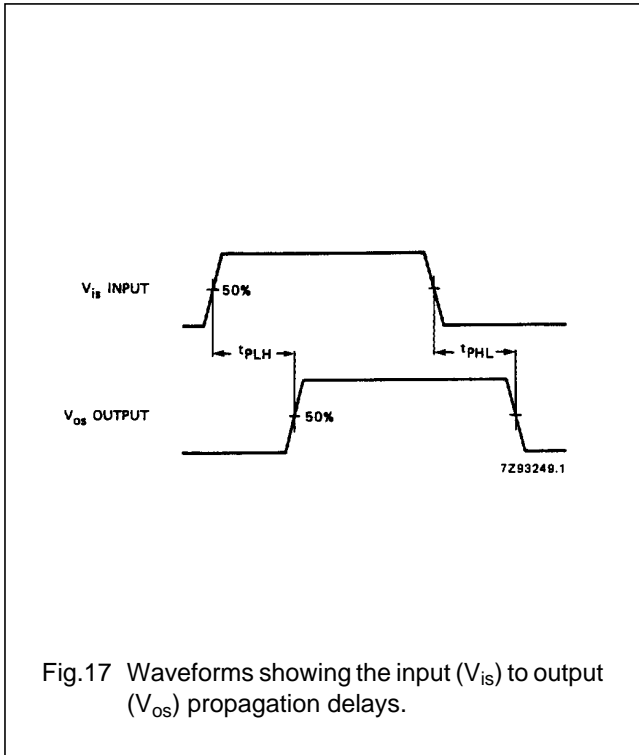 V_is INPUT
50%
t_PLH
t_PHL
V_os OUTPUT
50%
7Z93249.1
Fig.17 Waveforms showing the input (V_is) to output
(V_os) propagation delays.